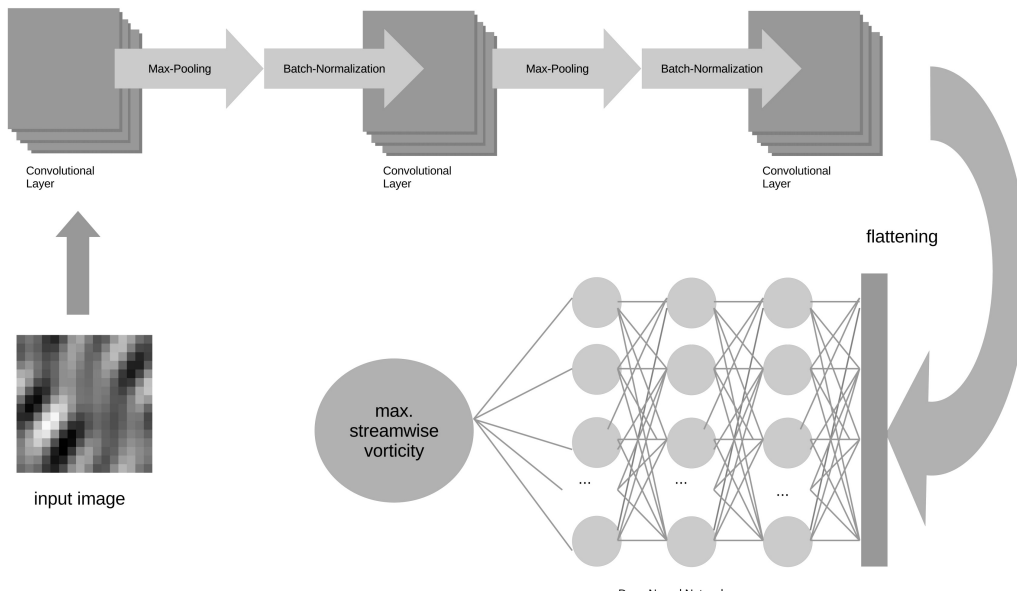 Max-Pooling
Batch-Normalization
Max-Pooling
Batch-Normalization
Convolutional
Layer
Convolutional
Layer
Convolutional
Layer
flattening
max.
streamwise
vorticity
...
...
...
input image